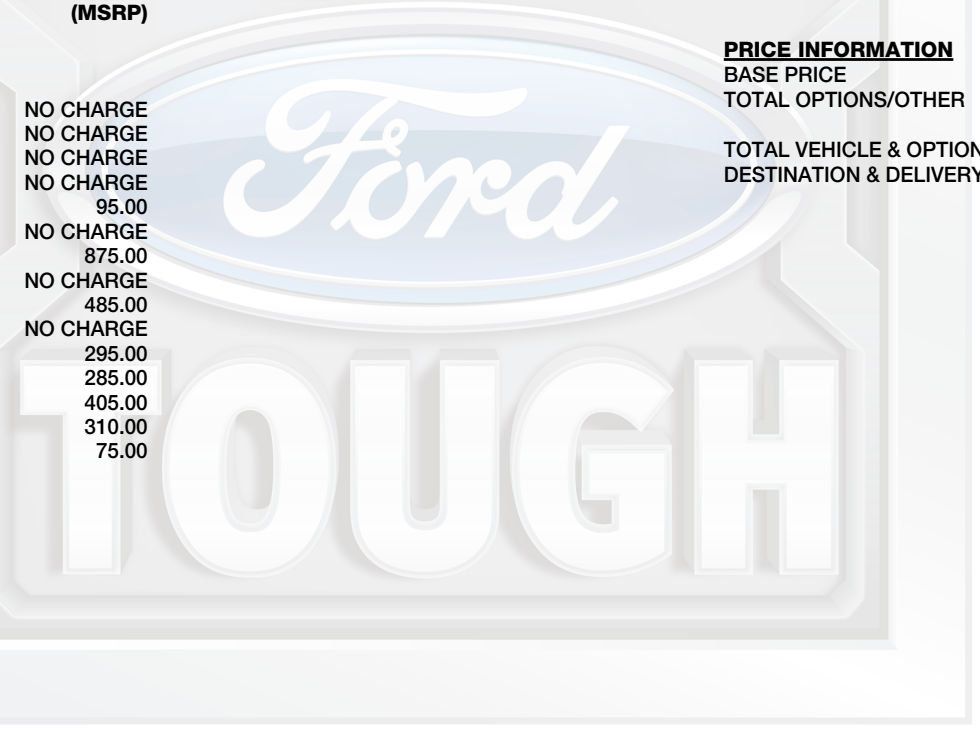 (MSRP)
NO CHARGE
NO CHARGE
NO CHARGE
NO CHARGE
95.00
NO CHARGE
875.00
NO CHARGE
485.00
NO CHARGE
295.00
285.00
405.00
310.00
75.00
PRICE INFORMATION
BASE PRICE
TOTAL OPTIONS/OTHER
TOTAL VEHICLE & OPTION
DESTINATION & DELIVERY
Ford
TOUGH